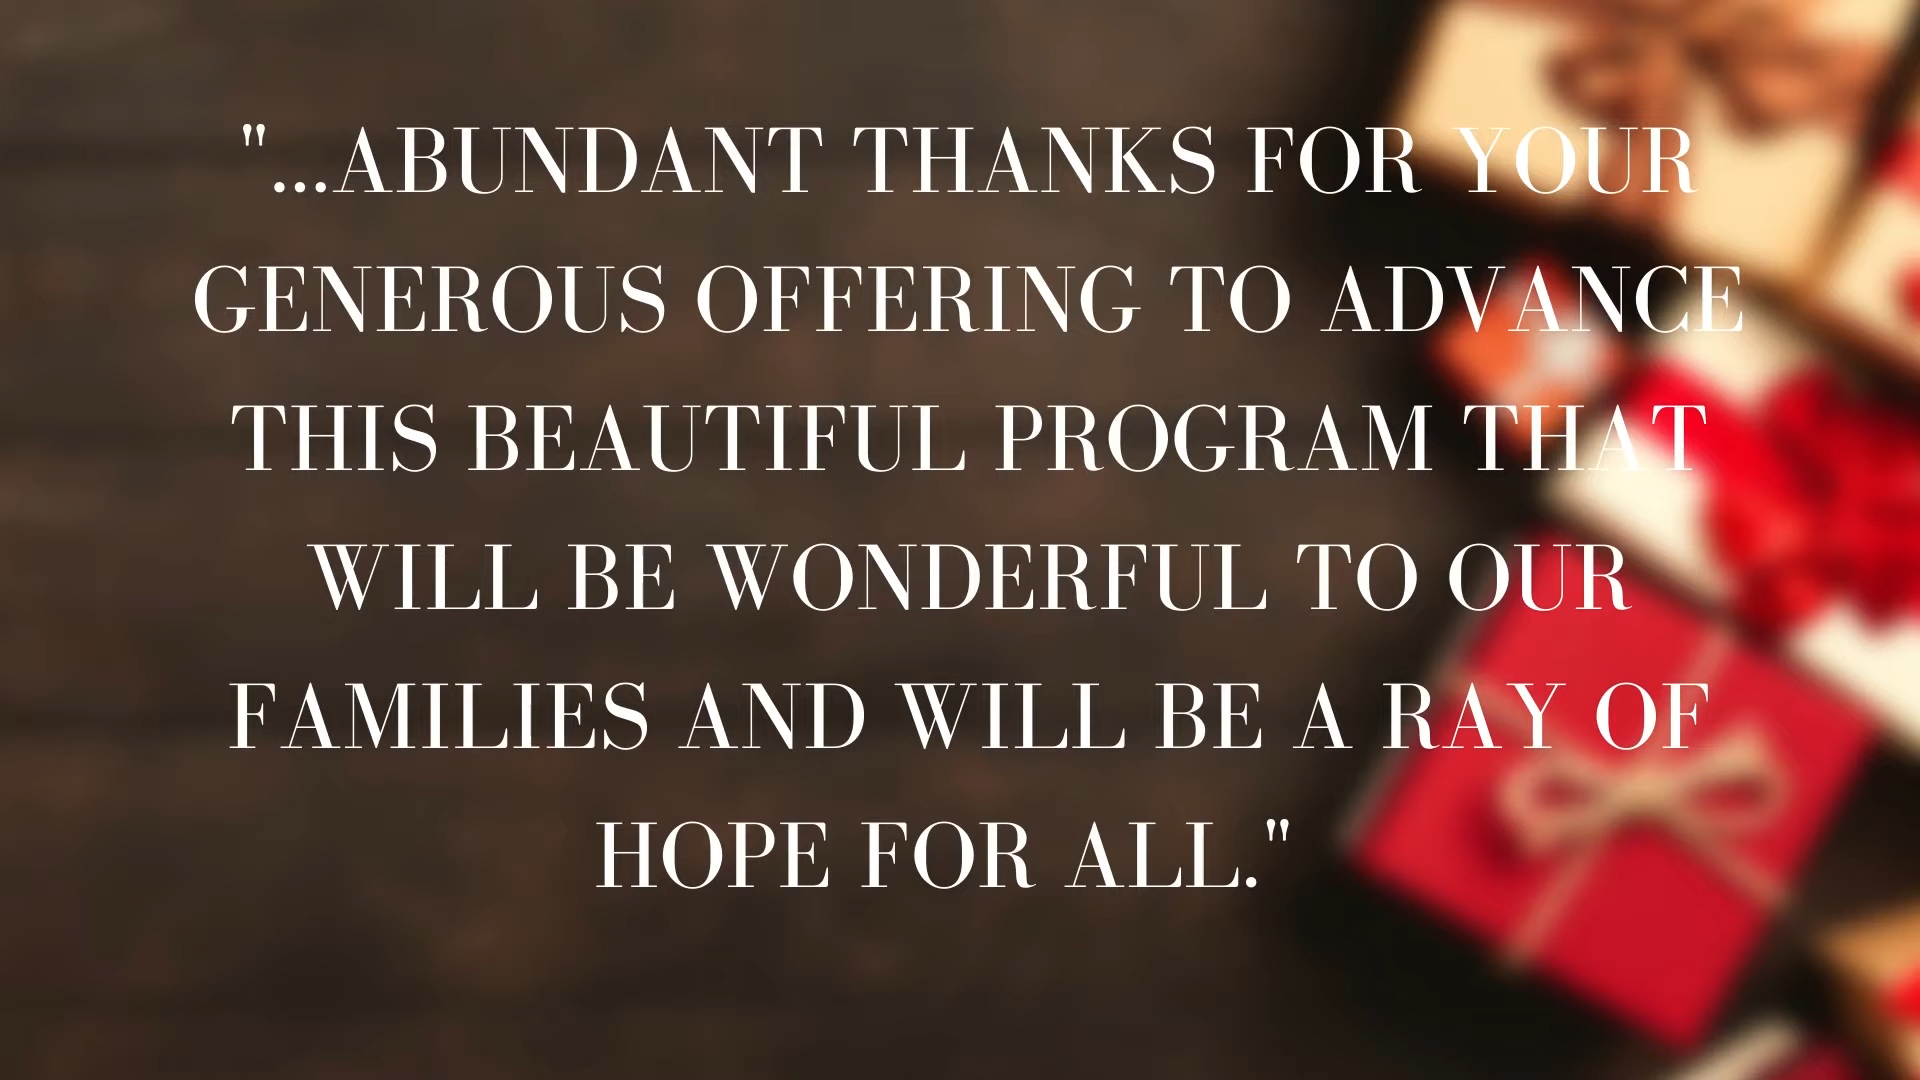 "...ABUNDANT THANKS FOR YOUR
GENEROUS OFFERING TO ADVANCE
THIS BEAUTIFUL PROGRAM THAT
WILL BE WONDERFUL TO OUR
FAMILIES AND WILL BE A RAY OF
HOPE FOR ALL."